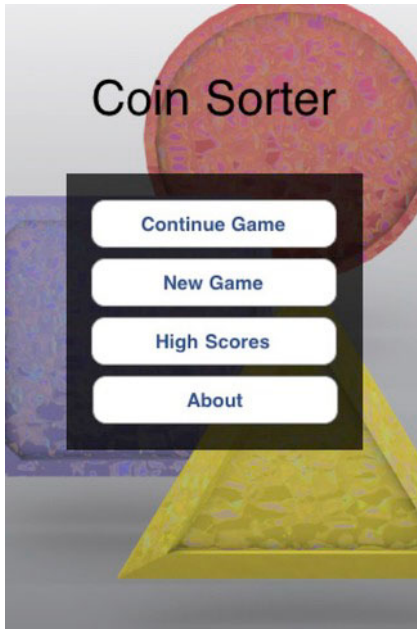 Coin Sorter
Continue Game
New Game
High Scores
About